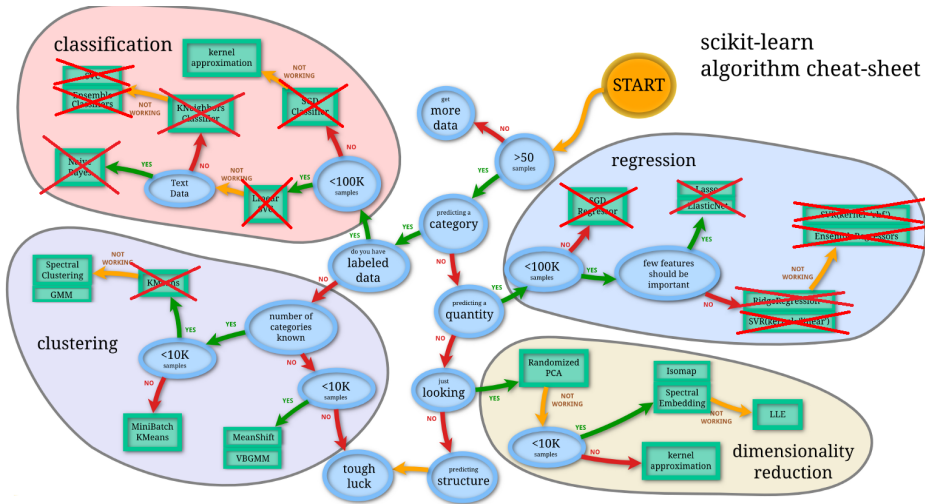 scikit-learn
algorithm cheat-sheet
START
classification
kernel
approximation
NOT
WORKING
SVC
Ensemble
Classifiers
NOT
WORKING
KNeighbors
Classifier
SGD
Classifier
Naive
Bayes
YES
NO
Text
Data
NOT
WORKING
Linear
SVC
YES
<100K
samples
NO
YES
get
more
data
NO
>50
samples
YES
predicting a
category
YES
do you have
labeled
data
NO
NO
regression
SGD
Regressor
NO
<100K
samples
YES
Lasso
ElasticNet
YES
few features
should be
important
NO
SVR(kernel='rbf')
Ensemble Regressors
NOT
WORKING
RidgeRegression
SVR(kernel='linear')
predicting a
quantity
YES
NO
clustering
Spectral
Clustering
GMM
NOT
WORKING
KMeans
YES
<10K
samples
YES
number of
categories
known
NO
NO
MiniBatch
KMeans
<10K
samples
YES
NO
MeanShift
VBGMM
tough
luck
just
looking
YES
NO
predicting
structure
dimensionality
reduction
Randomized
PCA
NOT
WORKING
<10K
samples
YES
NO
Isomap
Spectral
Embedding
NOT
WORKING
LLE
kernel
approximation